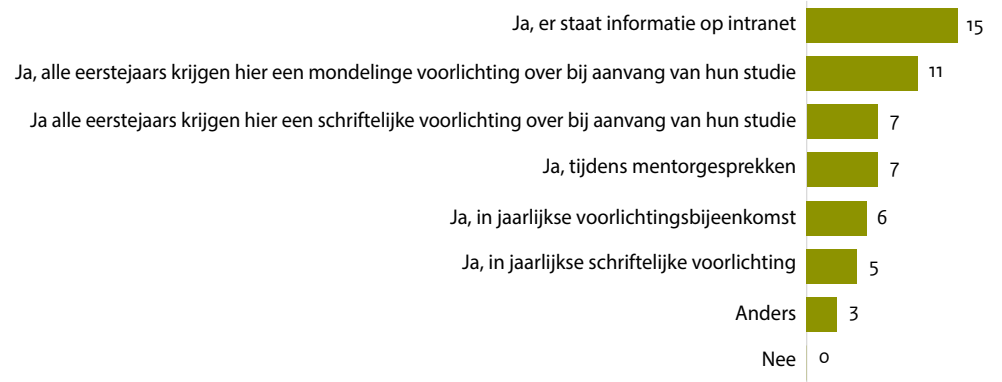 Ja, er staat informatie op intranet 15
Ja, alle eerstejaars krijgen hier een mondelinge voorlichting over bij aanvang van hun studie 11
Ja alle eerstejaars krijgen hier een schriftelijke voorlichting over bij aanvang van hun studie 7
Ja, tijdens mentorgesprekken 7
Ja, in jaarlijkse voorlichtingsbijeenkomst 6
Ja, in jaarlijkse schriftelijke voorlichting 5
Anders 3
Nee 0